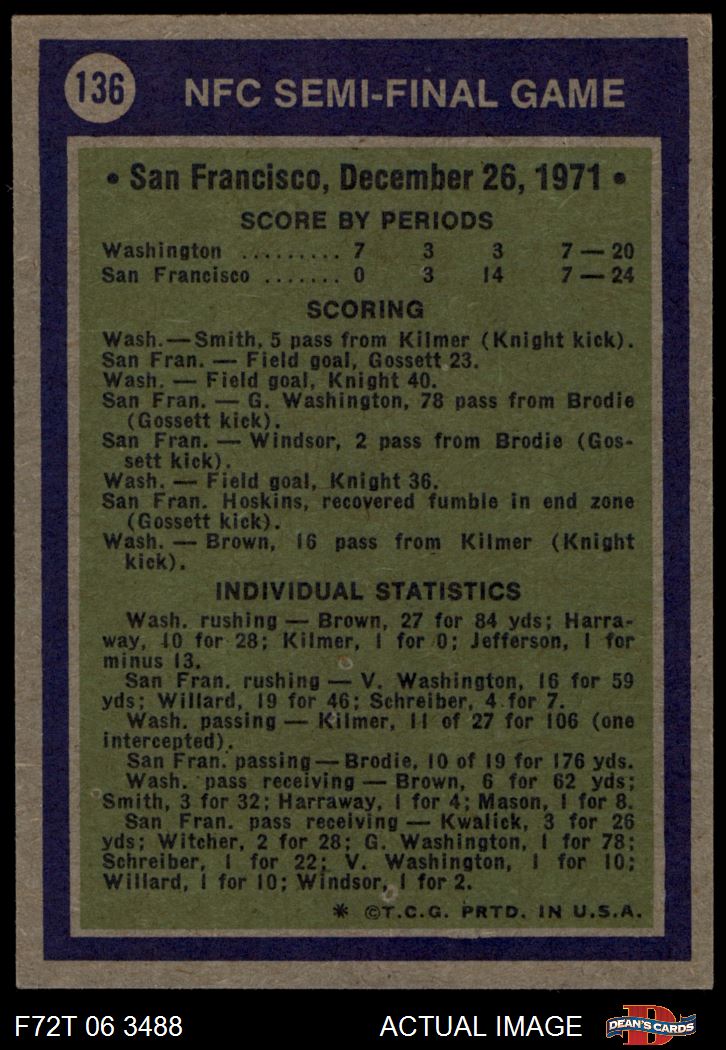 136 NFC SEMI-FINAL GAME
• San Francisco, December 26, 1971 •
SCORE BY PERIODS
Washington ......... 7 3 3 7 — 20
San Francisco ....... 0 3 14 7 — 24
SCORING
Wash.—Smith, 5 pass from Kilmer (Knight kick).
San Fran. — Field goal, Gossett 23.
Wash. — Field goal, Knight 40.
San Fran. — G. Washington, 78 pass from Brodie
(Gossett kick).
San Fran. — Windsor, 2 pass from Brodie (Gos-
sett kick).
Wash. — Field goal, Knight 36.
San Fran. Hoskins, recovered fumble in end zone
(Gossett kick).
Wash. — Brown, 16 pass from Kilmer (Knight
kick).
INDIVIDUAL STATISTICS
Wash. rushing — Brown, 27 for 84 yds; Harra-
way, 10 for 28; Kilmer, 1 for 0; Jefferson, 1 for
minus 13.
San Fran. rushing — V. Washington, 16 for 59
yds; Willard, 19 for 46; Schreiber, 4 for 7.
Wash. passing — Kilmer, 11 of 27 for 106 (one
intercepted).
San Fran. passing — Brodie, 10 of 19 for 176 yds.
Wash. pass receiving — Brown, 6 for 62 yds;
Smith, 3 for 32; Harraway, 1 for 4; Mason, 1 for 8.
San Fran. pass receiving — Kwalick, 3 for 26
yds; Witcher, 2 for 28; G. Washington, 1 for 78;
Schreiber, 1 for 22; V. Washington, 1 for 10;
Willard, 1 for 10; Windsor, 1 for 2.
* ©T.C.G. PRTD. IN U.S.A.
F72T 06 3488 ACTUAL IMAGE D DEAN'S CARDS